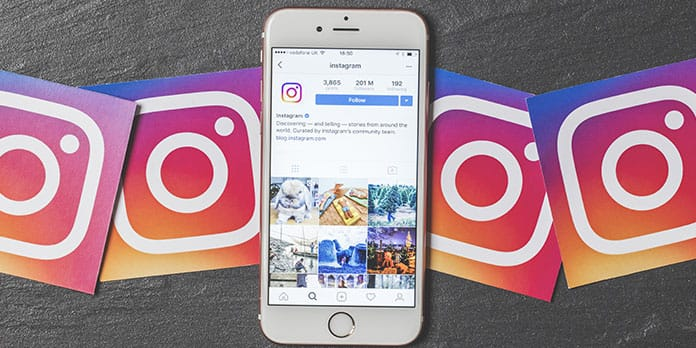 vodafone UK 16:50
instagram
3,865 201 M 192
posts followers following
Follow
Instagram
Discovering — and telling — stories from around the
world. Curated by Instagram's community team.
blog.instagram.com